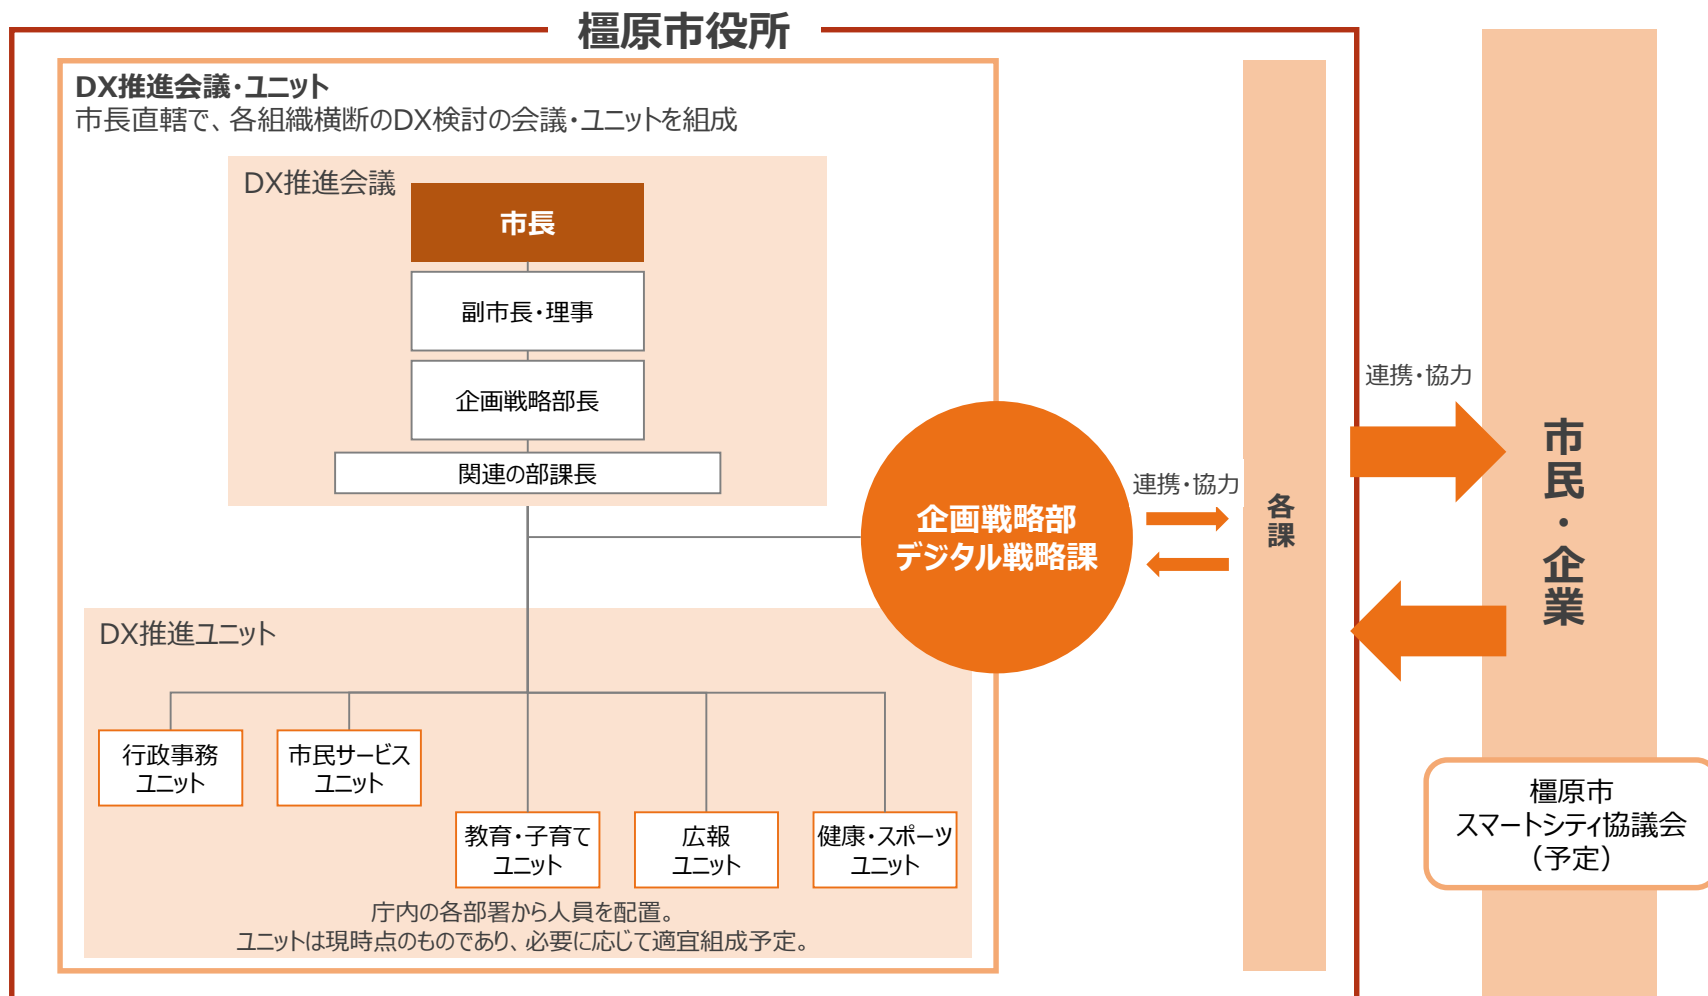 橿原市役所
DX推進会議・ユニット
市長直轄で、各組織横断のDX検討の会議・ユニットを組成
DX推進会議
市長
副市長・理事
企画戦略部長
関連の部課長
企画戦略部
デジタル戦略課
連携・協力
各課
連携・協力
市民・企業
DX推進ユニット
行政事務
ユニット
市民サービス
ユニット
教育・子育て
ユニット
広報
ユニット
健康・スポーツ
ユニット
庁内の各部署から人員を配置。
ユニットは現時点のものであり、必要に応じて適宜組成予定。
橿原市
スマートシティ協議会
（予定）